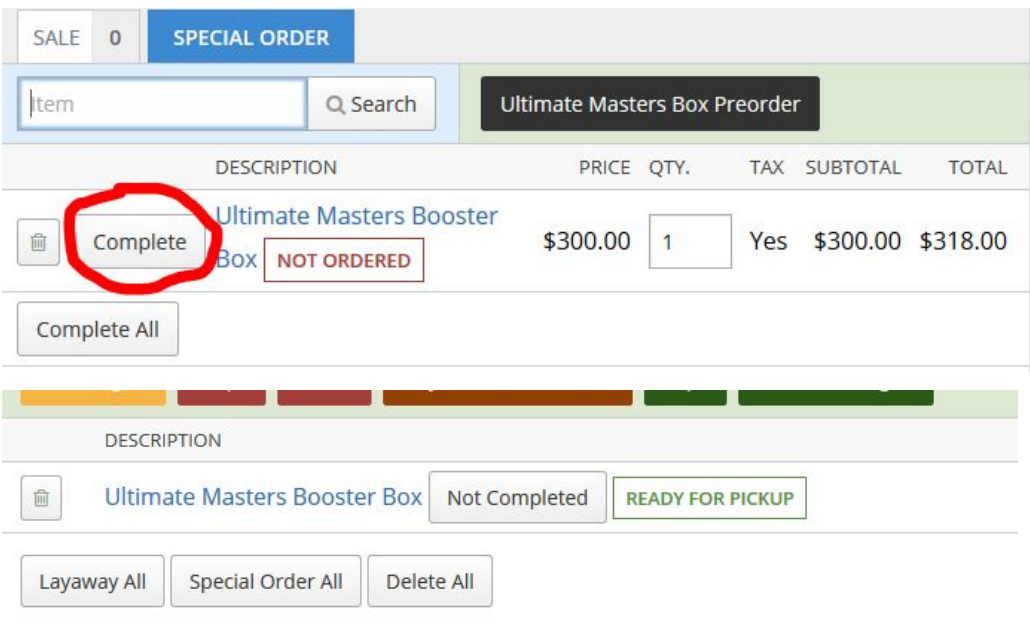 SALE 0 SPECIAL ORDER
Item Search Ultimate Masters Box Preorder
DESCRIPTION PRICE QTY. TAX SUBTOTAL TOTAL
Complete Ultimate Masters Booster
Box NOT ORDERED $300.00 1 Yes $300.00 $318.00
Complete All
DESCRIPTION
Ultimate Masters Booster Box Not Completed READY FOR PICKUP
Layaway All Special Order All Delete All